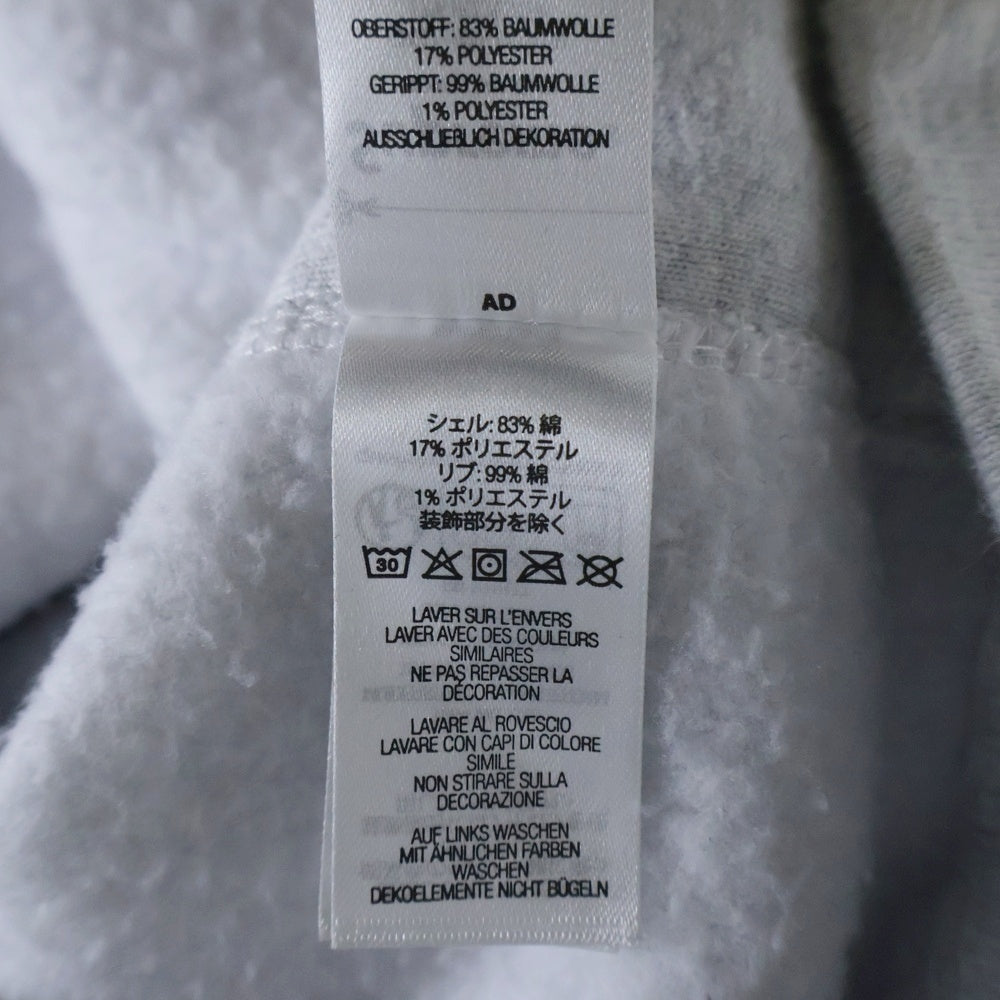 OBERSTOFF: 83% BAUMWOLLE
17% POLYESTER
GERIPPT: 99% BAUMWOLLE
1% POLYESTER
AUSSCHLIEßLICH DEKORATION
AD
シェル: 83% 綿
17% ポリエステル
リブ: 99% 綿
1% ポリエステル
装飾部分を除く
30
LAVER SUR L'ENVERS
LAVER AVEC DES COULEURS
SIMILAIRES
NE PAS REPASSER LA
DÉCORATION
LAVARE AL ROVESCIO
LAVARE CON CAPI DI COLORE
SIMILE
NON STIRARE SULLA
DECORAZIONE
AUF LINKS WASCHEN
MIT ÄHNLICHEN FARBEN
WASCHEN
DEKOELEMENTE NICHT BÜGELN